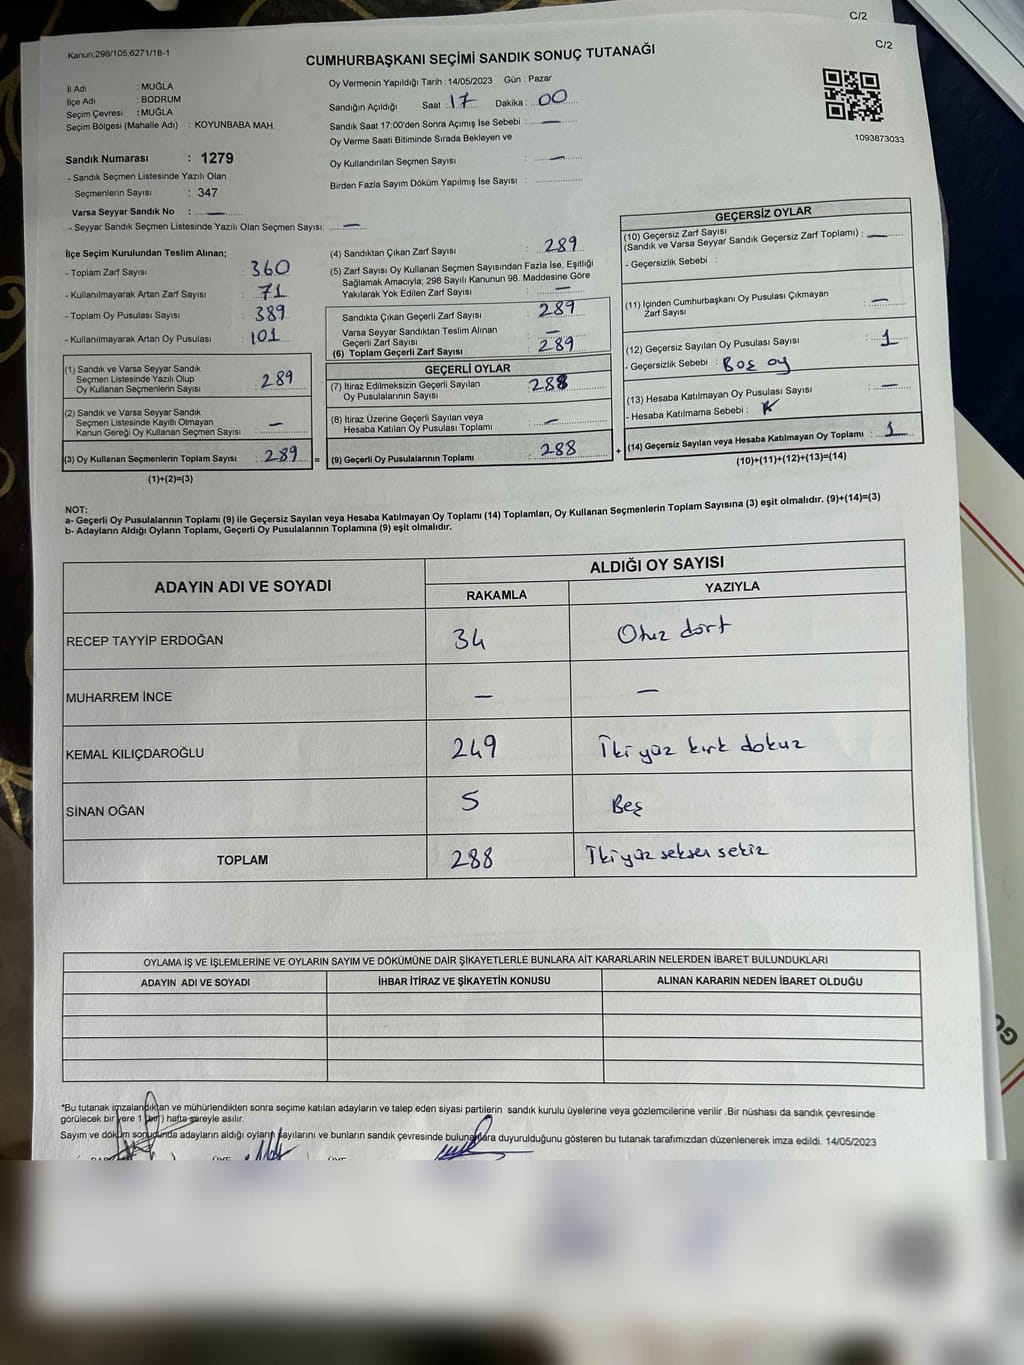 C/2
C/2
Kanun:298/105,6271/18-1
CUMHURBAŞKANI SEÇİMİ SANDIK SONUÇ TUTANAĞI
İl Adı : MUĞLA
İlçe Adı : BODRUM
Seçim Çevresi : MUĞLA
Seçim Bölgesi (Mahalle Adı) : KOYUNBABA MAH.
Sandık Numarası : 1279
- Sandık Seçmen Listesinde Yazılı Olan
Seçmenlerin Sayısı : 347
Varsa Seyyar Sandık No : —
- Seyyar Sandık Seçmen Listesinde Yazılı Olan Seçmen Sayısı: —
Oy Vermenin Yapıldığı Tarih : 14/05/2023 Gün : Pazar
Sandığın Açıldığı Saat : 17 Dakika : 00
Sandık Saat 17:00'den Sonra Açımış İse Sebebi : —
Oy Verme Saati Bitiminde Sırada Bekleyen ve
Oy Kullandırılan Seçmen Sayısı : —
Birden Fazla Sayım Döküm Yapılmış İse Sayısı :
1093873033
İlçe Seçim Kurulundan Teslim Alınan;
- Toplam Zarf Sayısı : 360
- Kullanılmayarak Artan Zarf Sayısı : 71
- Toplam Oy Pusulası Sayısı : 389
- Kullanılmayarak Artan Oy Pusulası : 101
(1) Sandık ve Varsa Seyyar Sandık
Seçmen Listesinde Yazılı Olup
Oy Kullanan Seçmenlerin Sayısı : 289
(2) Sandık ve Varsa Seyyar Sandık
Seçmen Listesinde Kayıtlı Olmayan
Kanun Gereği Oy Kullanan Seçmen Sayısı : —
(3) Oy Kullanan Seçmenlerin Toplam Sayısı : 289 =
(1)+(2)=(3)
(4) Sandıktan Çıkan Zarf Sayısı : 289
(5) Zarf Sayısı Oy Kullanan Seçmen Sayısından Fazla İse, Eşitliği
Sağlamak Amacıyla; 298 Sayılı Kanunun 98. Maddesine Göre
Yakılarak Yok Edilen Zarf Sayısı : —
Sandıkta Çıkan Geçerli Zarf Sayısı : 289
Varsa Seyyar Sandıktan Teslim Alınan
Geçerli Zarf Sayısı : —
(6) Toplam Geçerli Zarf Sayısı : 289
GEÇERLİ OYLAR
(7) İtiraz Edilmeksizin Geçerli Sayılan
Oy Pusulalarının Sayısı : 288
(8) İtiraz Üzerine Geçerli Sayılan veya
Hesaba Katılan Oy Pusulası Toplamı : —
(9) Geçerli Oy Pusulalarının Toplamı : 288 +
GEÇERSİZ OYLAR
(10) Geçersiz Zarf Sayısı
(Sandık ve Varsa Seyyar Sandık Geçersiz Zarf Toplamı) : —
- Geçersizlik Sebebi :
(11) İçinden Cumhurbaşkanı Oy Pusulası Çıkmayan
Zarf Sayısı : —
(12) Geçersiz Sayılan Oy Pusulası Sayısı : 1
- Geçersizlik Sebebi : Boş oy
(13) Hesaba Katılmayan Oy Pusulası Sayısı : —
- Hesaba Katılmama Sebebi :
(14) Geçersiz Sayılan veya Hesaba Katılmayan Oy Toplamı : 1
(10)+(11)+(12)+(13)=(14)
NOT:
a- Geçerli Oy Pusulalarının Toplamı (9) ile Geçersiz Sayılan veya Hesaba Katılmayan Oy Toplamı (14) Toplamları, Oy Kullanan Seçmenlerin Toplam Sayısına (3) eşit olmalıdır. (9)+(14)=(3)
b- Adayların Aldığı Oyların Toplamı, Geçerli Oy Pusulalarının Toplamına (9) eşit olmalıdır.
ADAYIN ADI VE SOYADI ALDIĞI OY SAYISI
RAKAMLA YAZIYLA
RECEP TAYYİP ERDOĞAN 34 Otuz dört
MUHARREM İNCE — —
KEMAL KILIÇDAROĞLU 249 İki yüz kırk dokuz
SİNAN OĞAN 5 Beş
TOPLAM 288 İki yüz seksen sekiz
OYLAMA İŞ VE İŞLEMLERİNE VE OYLARIN SAYIM VE DÖKÜMÜNE DAİR ŞİKAYETLERLE BUNLARA AİT KARARLARIN NELERDEN İBARET BULUNDUKLARI
ADAYIN ADI VE SOYADI İHBAR İTİRAZ VE ŞİKAYETİN KONUSU ALINAN KARARIN NEDEN İBARET OLDUĞU
*Bu tutanak imzalandıktan ve mühürlendikten sonra seçime katılan adayların ve talep eden siyasi partilerin sandık kurulu üyelerine veya gözlemcilerine verilir .Bir nüshası da sandık çevresinde
görülecek bir yere 1 (bir) hafta süreyle asılır.
Sayım ve döküm sonucunda adayların aldığı oyların sayılarını ve bunların sandık çevresinde bulunanlara duyurulduğunu gösteren bu tutanak tarafımızdan düzenlenerek imza edildi. 14/05/2023